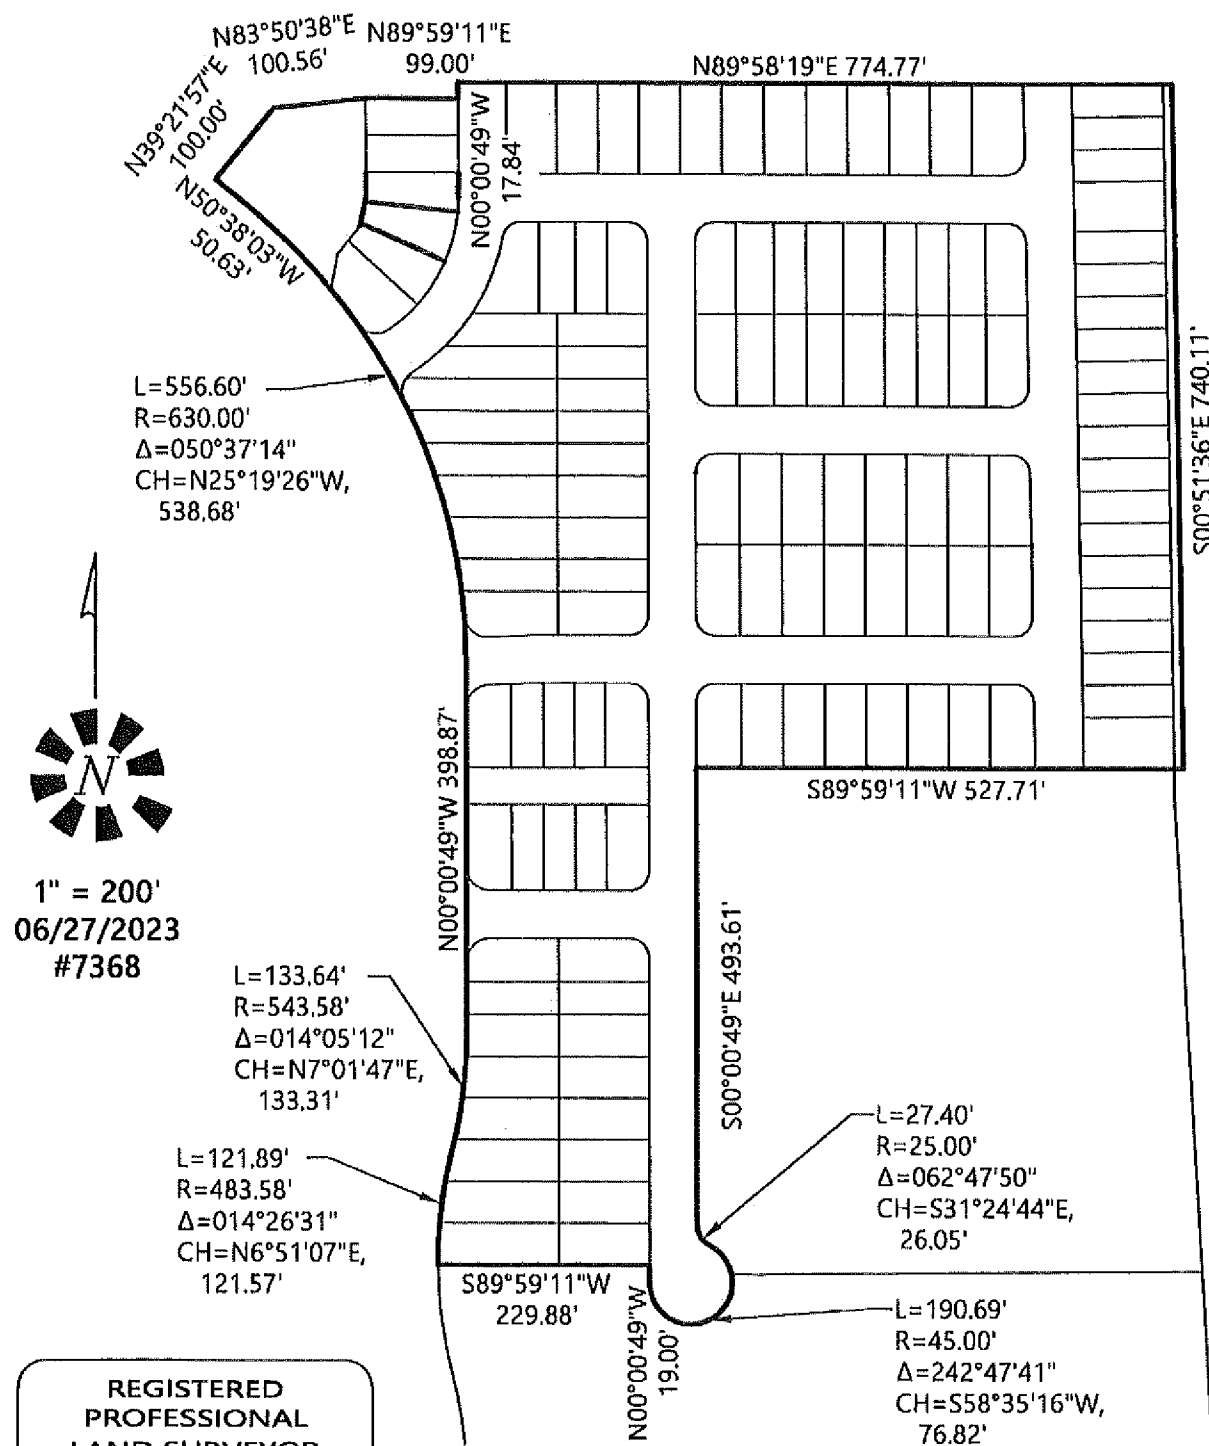 N83°50'38"E
100.56'
N89°59'11"E
99.00'
N89°58'19"E 774.77'
N39°21'57"E
100.00'
N50°38'03"W
50.63'
N00°00'49"W
17.84'
S00°51'36"E 740.11'
L=556.60'
R=630.00'
Δ=050°37'14"
CH=N25°19'26"W,
538.68'
N
1" = 200'
06/27/2023
#7368
N00°00'49"W 398.87'
S89°59'11"W 527.71'
S00°00'49"E 493.61'
L=133.64'
R=543.58'
Δ=014°05'12"
CH=N7°01'47"E,
133.31'
L=121.89'
R=483.58'
Δ=014°26'31"
CH=N6°51'07"E,
121.57'
L=27.40'
R=25.00'
Δ=062°47'50"
CH=S31°24'44"E,
26.05'
S89°59'11"W
229.88'
N00°00'49"W
19.00'
L=190.69'
R=45.00'
Δ=242°47'41"
CH=S58°35'16"W,
76.82'
REGISTERED
PROFESSIONAL
LAND SURVEYOR